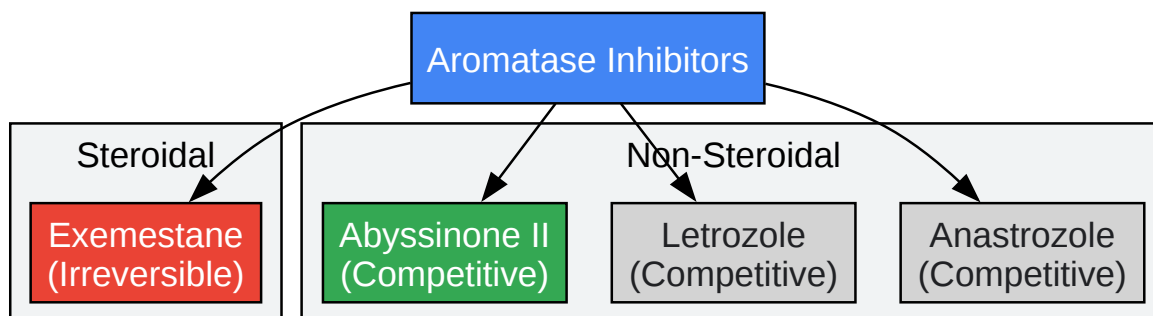 Aromatase Inhibitors
Steroidal
Non-Steroidal
Exemestane
(Irreversible)
Abyssinone II
(Competitive)
Letrozole
(Competitive)
Anastrozole
(Competitive)